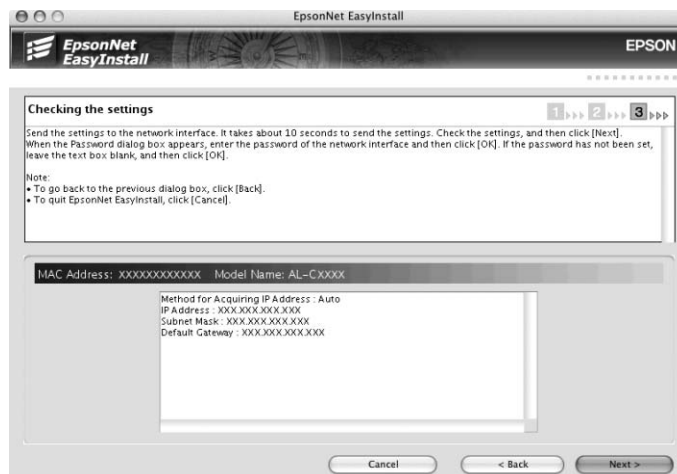 EpsonNet EasyInstall
EpsonNet
EasyInstall
EPSON
Checking the settings
1 2 3
Send the settings to the network interface. It takes about 10 seconds to send the settings. Check the settings, and then click [Next].
When the Password dialog box appears, enter the password of the network interface and then click [OK]. If the password has not been set,
leave the text box blank, and then click [OK].
Note:
• To go back to the previous dialog box, click [Back].
• To quit EpsonNet EasyInstall, click [Cancel].
MAC Address: XXXXXXXXXXXX Model Name: AL-CXXXX
Method for Acquiring IP Address : Auto
IP Address : XXX.XXX.XXX.XXX
Subnet Mask : XXX.XXX.XXX.XXX
Default Gateway : XXX.XXX.XXX.XXX
Cancel < Back Next >